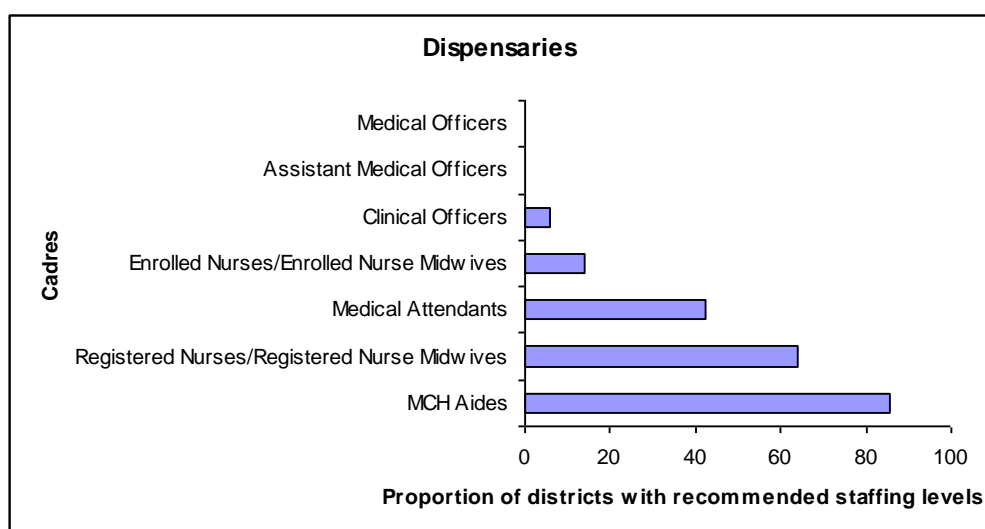 Dispensaries
Medical Officers
Assistant Medical Officers
Clinical Officers
Enrolled Nurses/Enrolled Nurse Midwives
Medical Attendants
Registered Nurses/Registered Nurse Midwives
MCH Aides
Cadres
0 20 40 60 80 100
Proportion of districts with recommended staffing levels